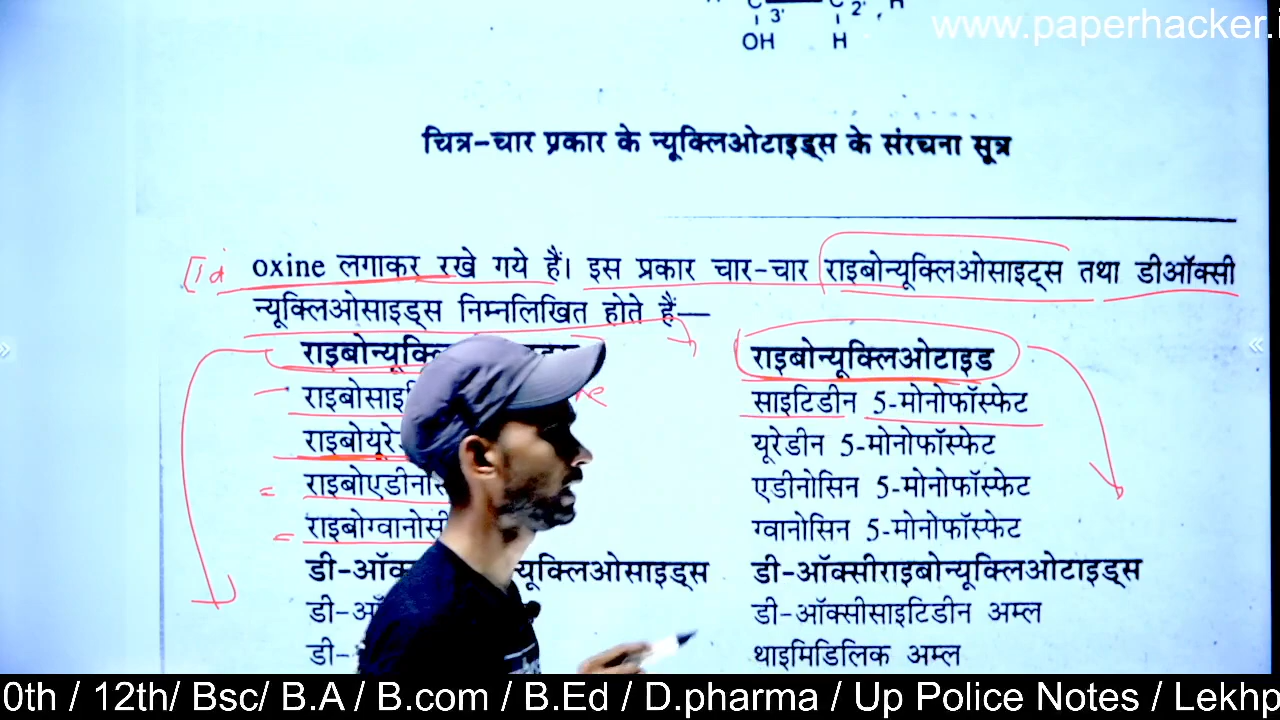 www.paperhacker.i
C 3' C 2' , H
OH H
चित्र-चार प्रकार के न्यूक्लिओटाइड्स के संरचना सूत्र
oxine लगाकर रखे गये हैं। इस प्रकार चार-चार राइबोन्यूक्लिओसाइट्स तथा डीऑक्सी
न्यूक्लिओसाइड्स निम्नलिखित होते हैं—
राइबोन्यूक्लिओटाइड
साइटिडीन 5-मोनोफॉस्फेट
यूरेडीन 5-मोनोफॉस्फेट
एडीनोसिन 5-मोनोफॉस्फेट
ग्वानोसिन 5-मोनोफॉस्फेट
डी-ऑक्सीराइबोन्यूक्लिओटाइड्स
डी-ऑक्सीसाइटिडीन अम्ल
थाइमिडिलिक अम्ल
0th / 12th/ Bsc/ B.A / B.com / B.Ed / D.pharma / Up Police Notes / Lekhp